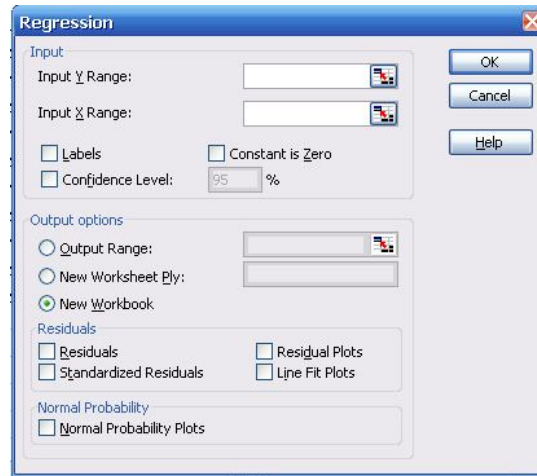 Regression
Input
Input Y Range:
Input X Range:
Labels
Constant is Zero
Confidence Level:
95 %
OK
Cancel
Help
Output options
Output Range:
New Worksheet Ply:
New Workbook
Residuals
Residuals
Residual Plots
Standardized Residuals
Line Fit Plots
Normal Probability
Normal Probability Plots